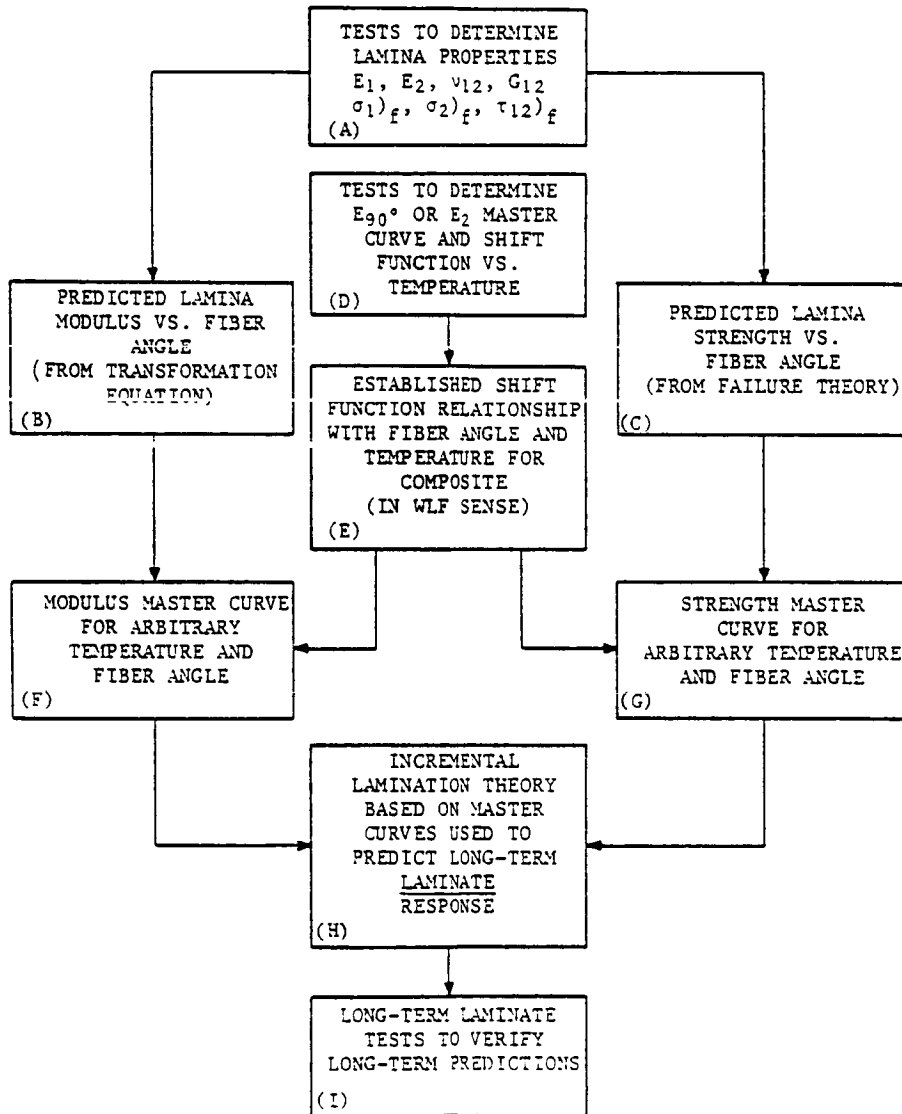 TESTS TO DETERMINE
LAMINA PROPERTIES
E₁, E₂, ν₁₂, G₁₂
σ₁)f, σ₂)f, τ₁₂)f
(A)
TESTS TO DETERMINE
E₉₀° OR E₂ MASTER
CURVE AND SHIFT
FUNCTION VS.
TEMPERATURE
(D)
PREDICTED LAMINA
MODULUS VS. FIBER
ANGLE
(FROM TRANSFORMATION
EQUATION)
(B)
PREDICTED LAMINA
STRENGTH VS.
FIBER ANGLE
(FROM FAILURE THEORY)
(C)
ESTABLISHED SHIFT
FUNCTION RELATIONSHIP
WITH FIBER ANGLE AND
TEMPERATURE FOR
COMPOSITE
(IN WLF SENSE)
(E)
MODULUS MASTER CURVE
FOR ARBITRARY
TEMPERATURE AND
FIBER ANGLE
(F)
STRENGTH MASTER
CURVE FOR
ARBITRARY TEMPERATURE
AND FIBER ANGLE
(G)
INCREMENTAL
LAMINATION THEORY
BASED ON MASTER
CURVES USED TO
PREDICT LONG-TERM
LAMINATE
RESPONSE
(H)
LONG-TERM LAMINATE
TESTS TO VERIFY
LONG-TERM PREDICTIONS
(I)